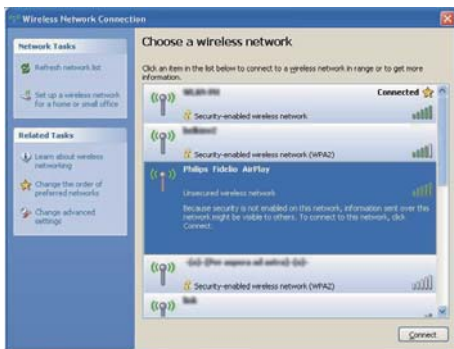 Wireless Network Connection
Network Tasks
Refresh network list
Set up a wireless network
for a home or small office
Related Tasks
Learn about wireless
networking
Change the order of
preferred networks
Change advanced
settings
Choose a wireless network
Click an item in the list below to connect to a wireless network in range or to get more
information.
Connected
Security-enabled wireless network
Security-enabled wireless network (WPA2)
Philips Fidelio AirPlay
Unsecured wireless network
Because security is not enabled on this network, information sent over this
network might be visible to others. To connect to this network, click
Connect.
Security-enabled wireless network (WPA2)
Connect